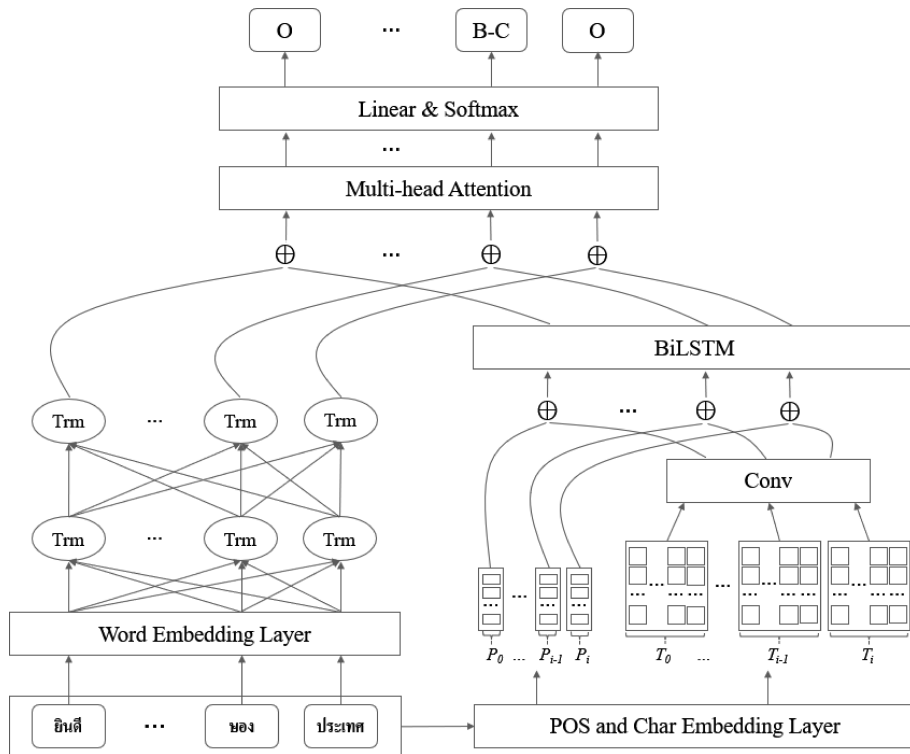 O ... B-C O
Linear & Softmax
...
Multi-head Attention
...
BiLSTM
Trm ... Trm Trm
...
Conv
Trm ... Trm Trm
Word Embedding Layer
P0 ... Pi-1 Pi T0 ... Ti-1 Ti
ยินดี ... ของ ประเทศ
POS and Char Embedding Layer